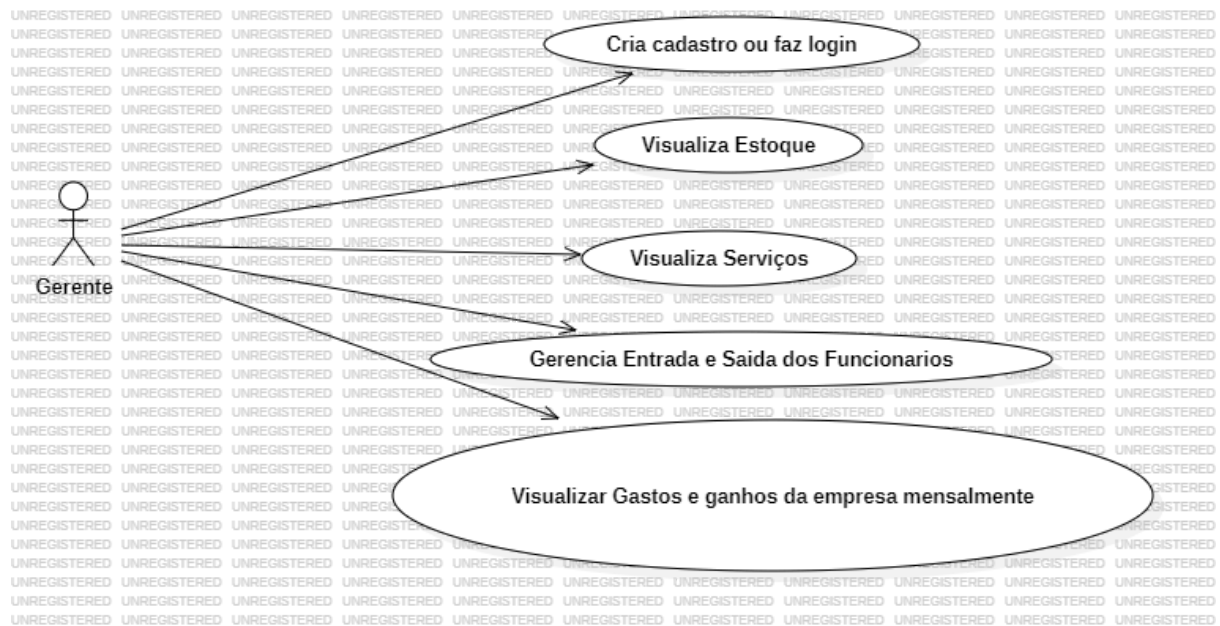 Cria cadastro ou faz login
Visualiza Estoque
Visualiza Serviços
Gerente
Gerencia Entrada e Saida dos Funcionarios
Visualizar Gastos e ganhos da empresa mensalmente
UNREGISTERED